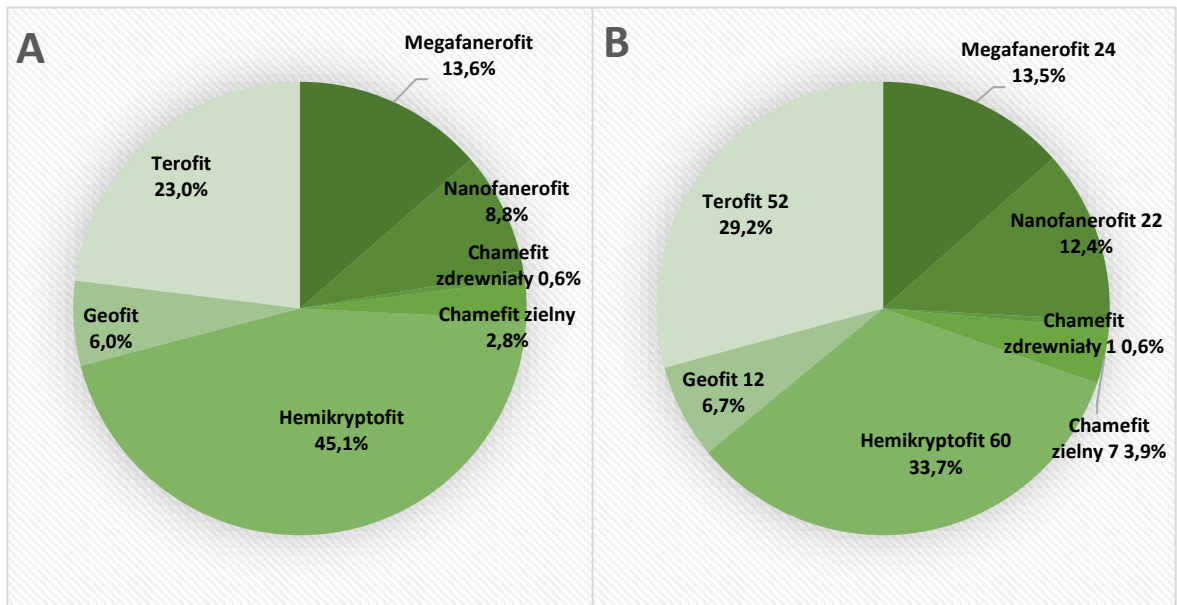 A
Megafanerofit
13,6%
Nanofanerofit
8,8%
Chamefit
zdrewniały 0,6%
Chamefit zielny
2,8%
Hemikryptofit
45,1%
Geofit
6,0%
Terofit
23,0%
B
Megafanerofit 24
13,5%
Nanofanerofit 22
12,4%
Chamefit
zdrewniały 1 0,6%
Chamefit
zielny 7 3,9%
Hemikryptofit 60
33,7%
Geofit 12
6,7%
Terofit 52
29,2%